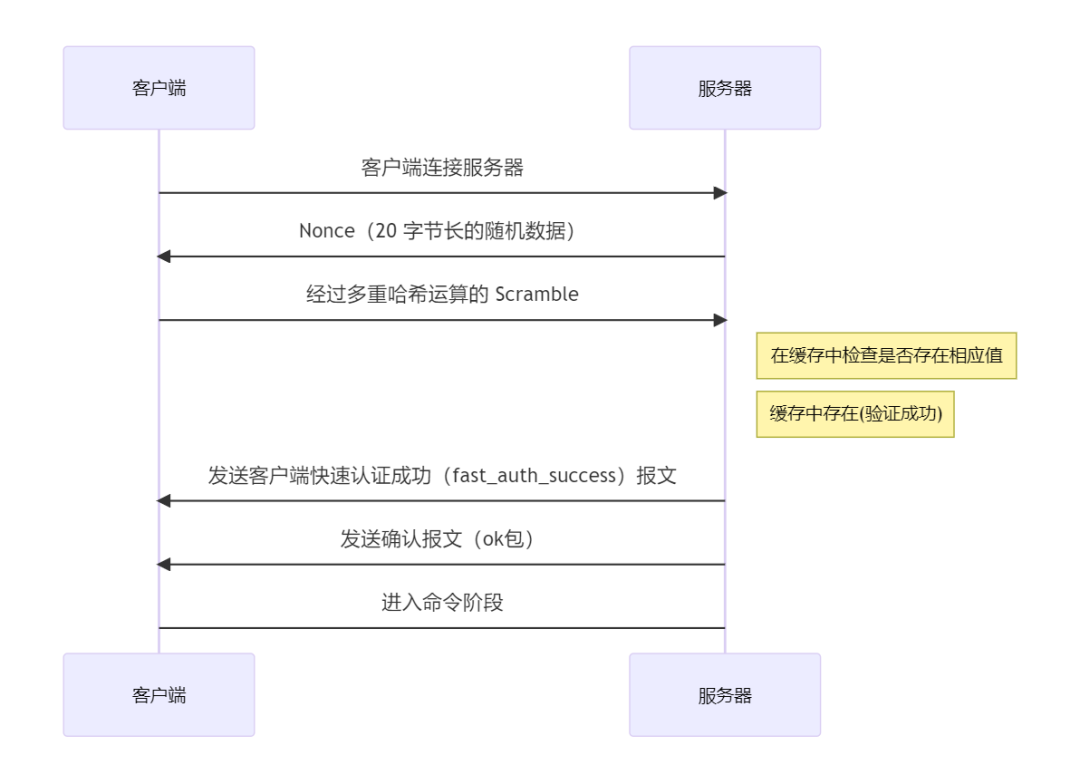 客户端
服务器
客户端连接服务器
Nonce（20 字节长的随机数据）
经过多重哈希运算的 Scramble
在缓存中检查是否存在相应值
缓存中存在(验证成功)
发送客户端快速认证成功（fast_auth_success）报文
发送确认报文（ok包）
进入命令阶段
客户端
服务器